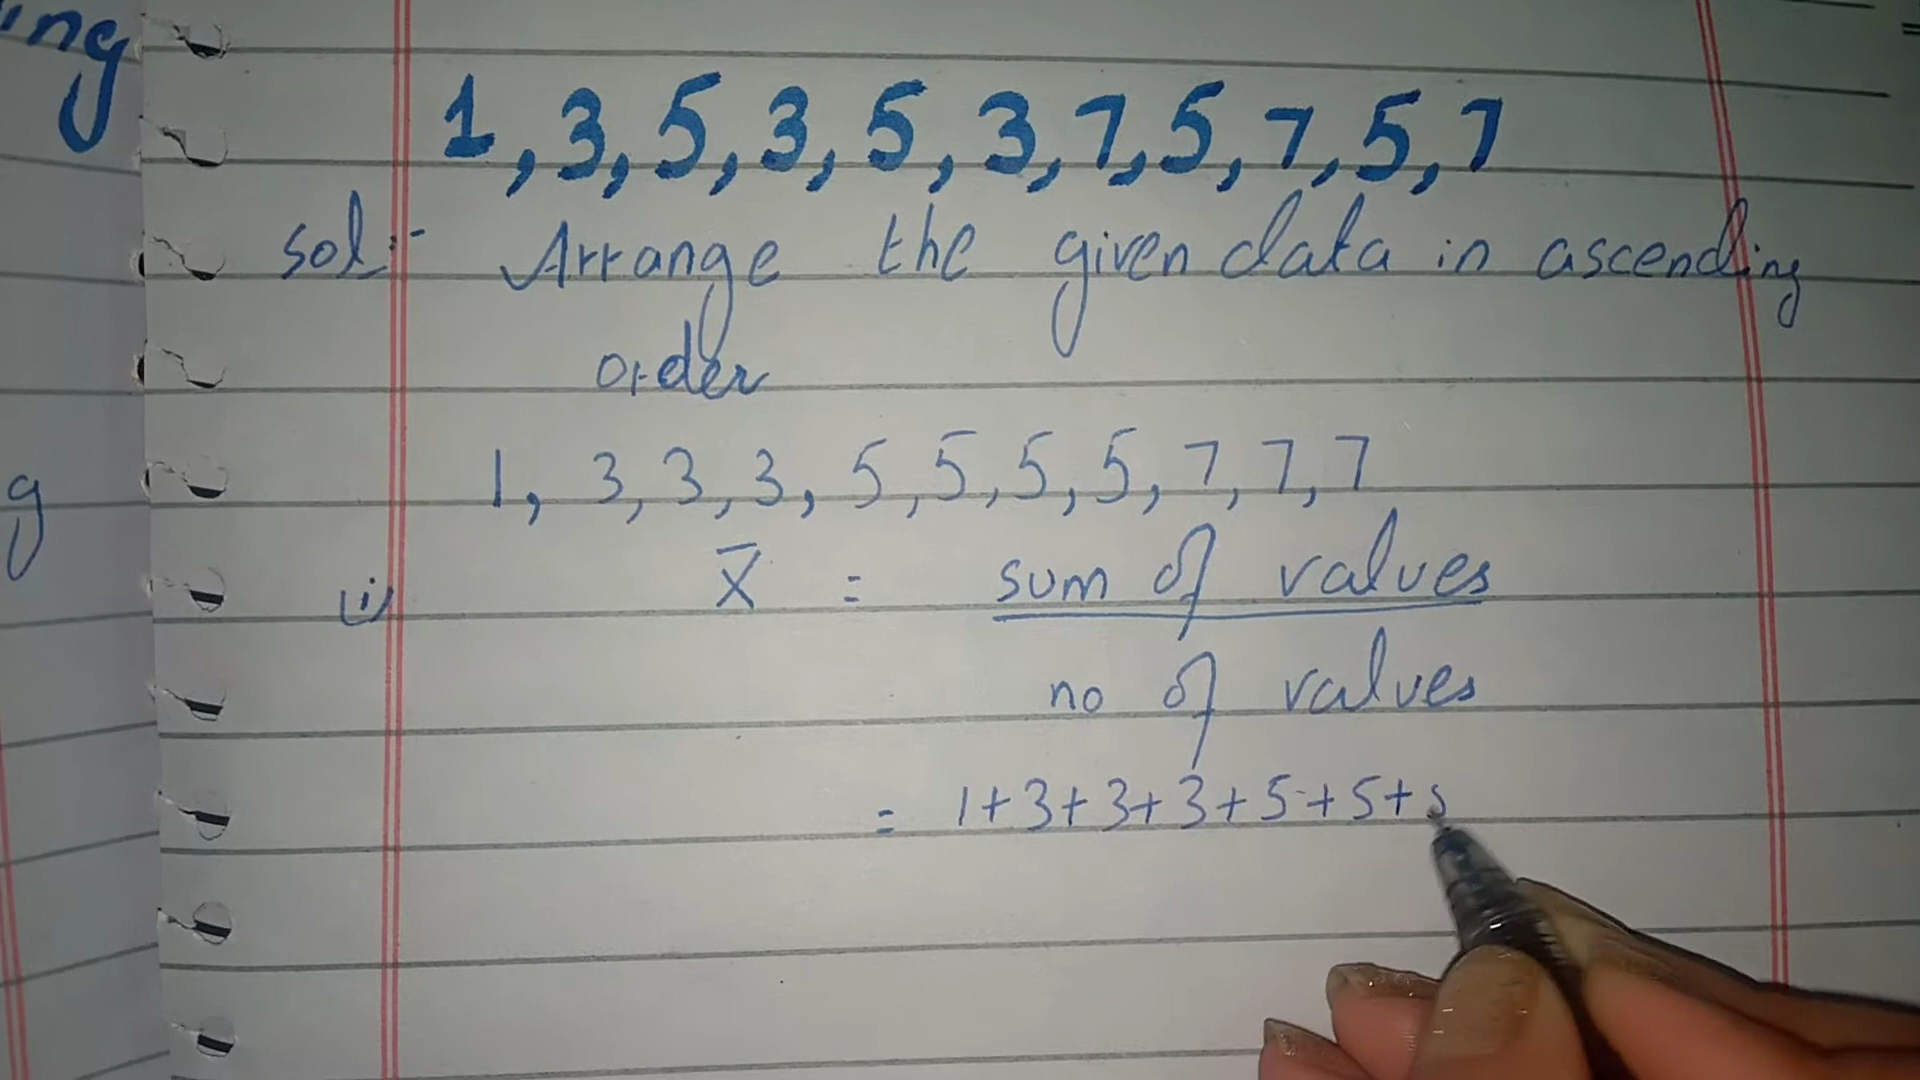 ing
1, 3, 5, 3, 5, 3, 7, 5, 7, 5, 7
sol:- Arrange the given data in ascending
order
g
1, 3, 3, 3, 5, 5, 5, 5, 7, 7, 7
(i) X̄ = sum of values
no of values
= 1+3+3+3+5+5+5